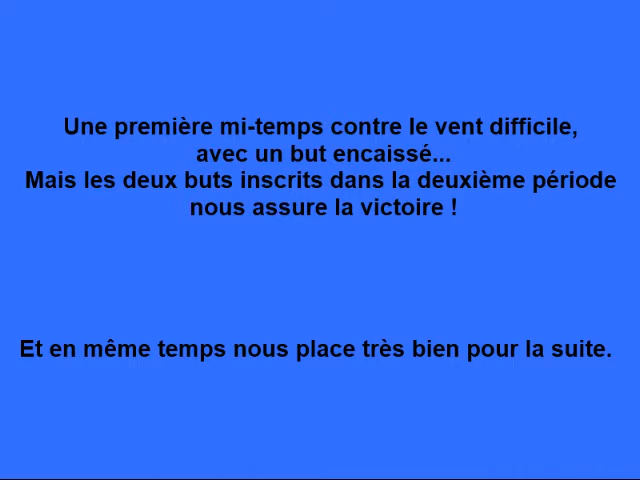 Une première mi-temps contre le vent difficile,
avec un but encaissé...
Mais les deux buts inscrits dans la deuxième période
nous assure la victoire !
Et en même temps nous place très bien pour la suite.